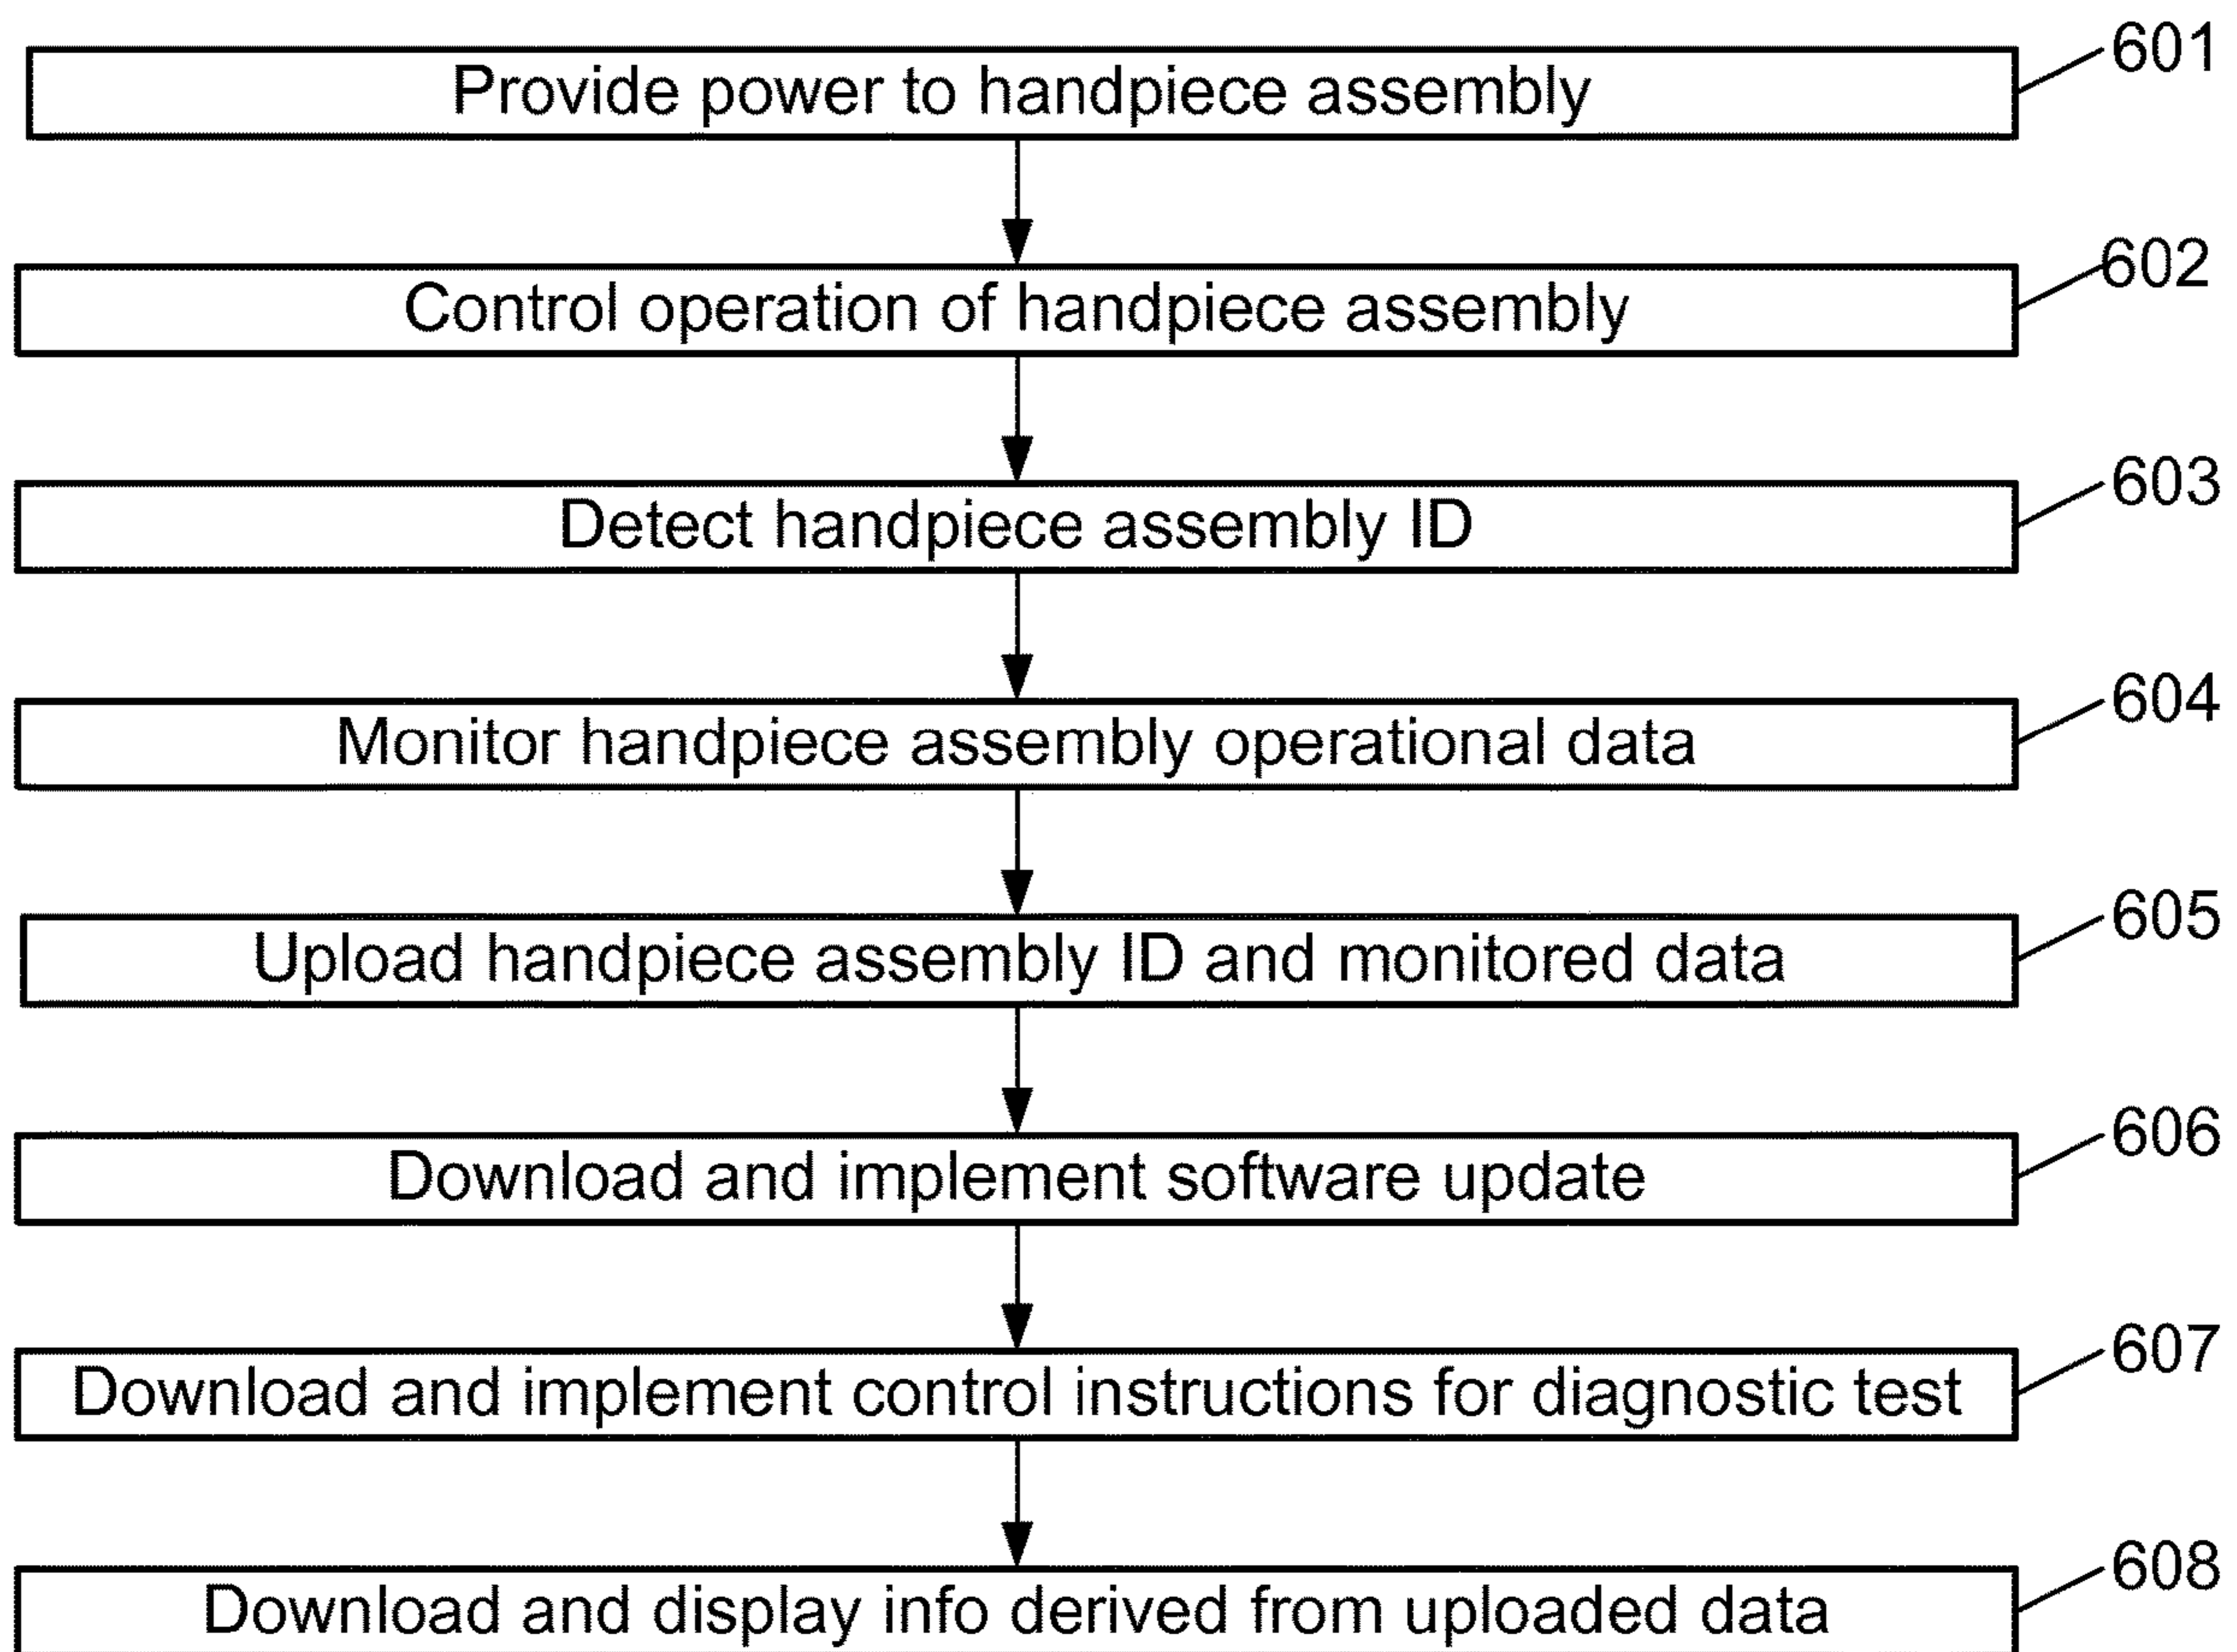 601
Provide power to handpiece assembly
602
Control operation of handpiece assembly
603
Detect handpiece assembly ID
604
Monitor handpiece assembly operational data
605
Upload handpiece assembly ID and monitored data
606
Download and implement software update
607
Download and implement control instructions for diagnostic test
608
Download and display info derived from uploaded data